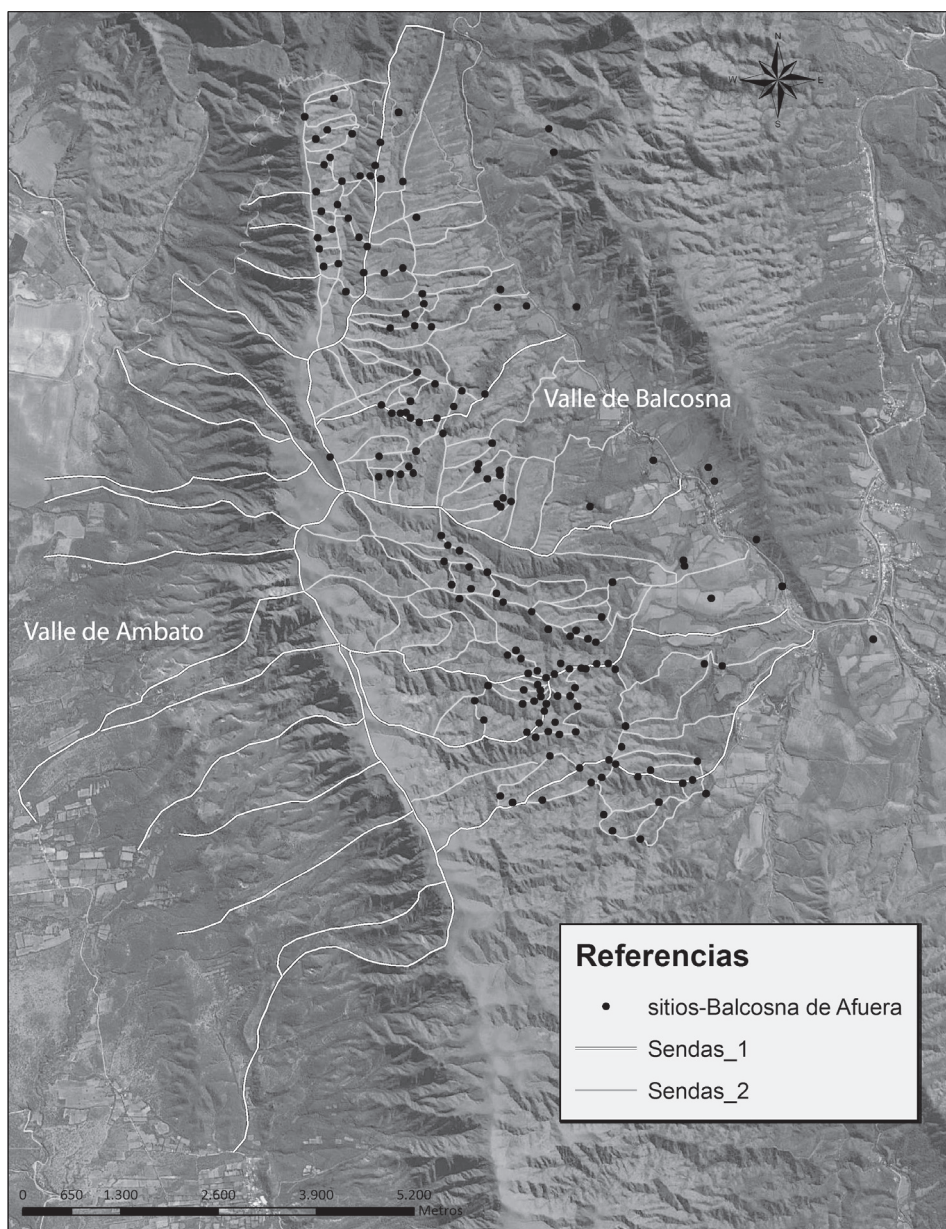 N
W E
S
Valle de Balcosna
Valle de Ambato
Referencias
sitios-Balcosna de Afuera
Sendas_1
Sendas_2
0 650 1.300 2.600 3.900 5.200
Metros